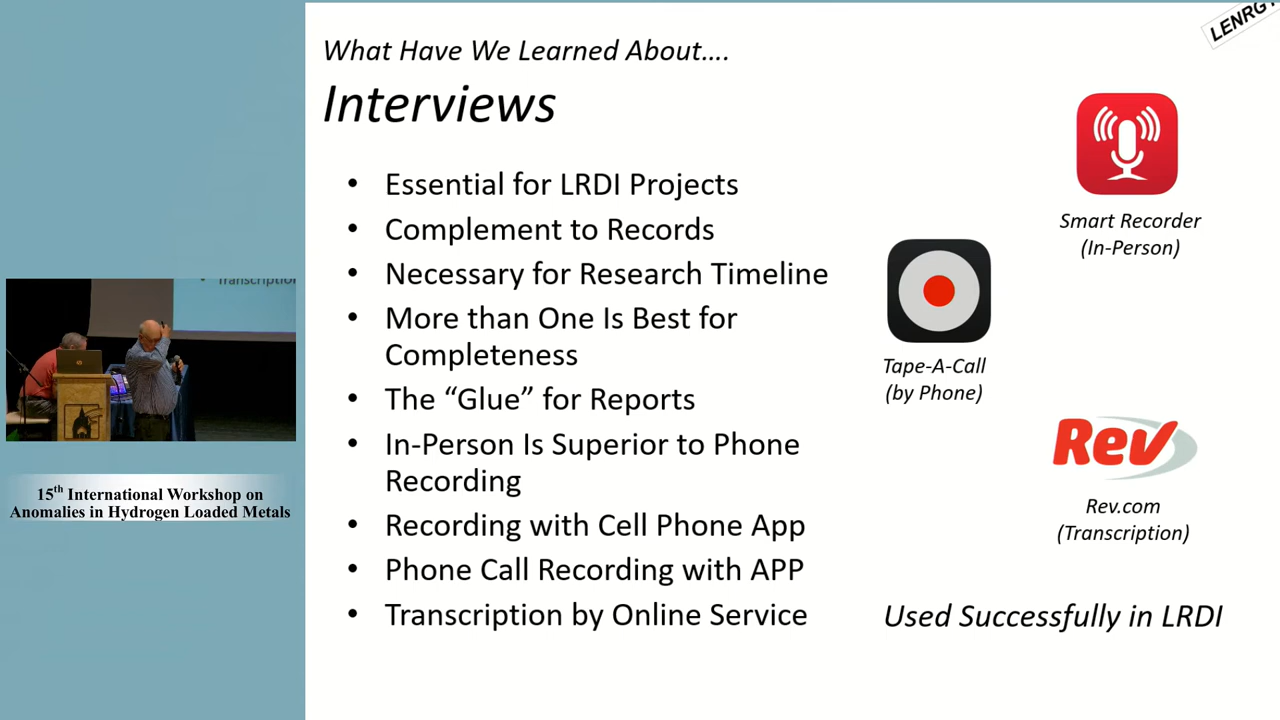 What Have We Learned About....
Interviews
• Essential for LRDI Projects
• Complement to Records
• Necessary for Research Timeline
• More than One Is Best for
Completeness
• The “Glue” for Reports
• In-Person Is Superior to Phone
Recording
• Recording with Cell Phone App
• Phone Call Recording with APP
• Transcription by Online Service
Smart Recorder
(In-Person)
Tape-A-Call
(by Phone)
Rev
Rev.com
(Transcription)
Used Successfully in LRDI
15th International Workshop on
Anomalies in Hydrogen Loaded Metals